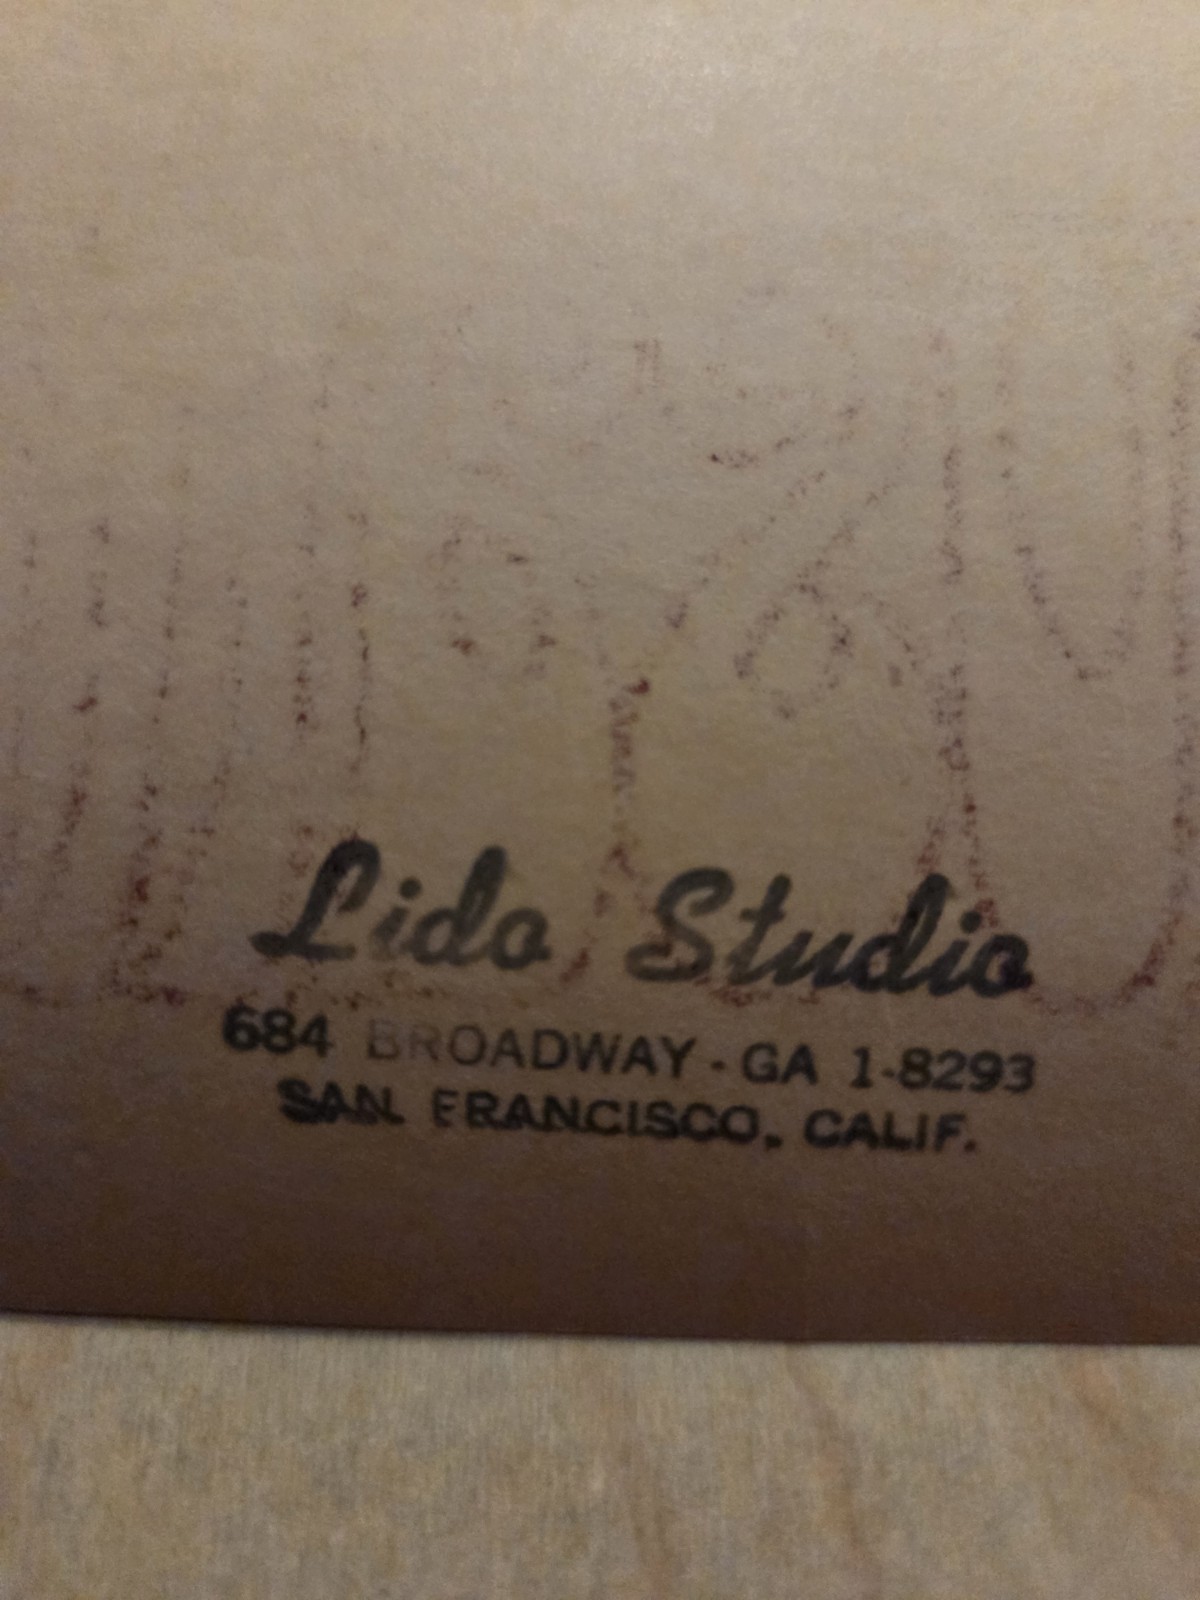 Lido Studio
684 BROADWAY - GA 1-8293
SAN FRANCISCO, CALIF.